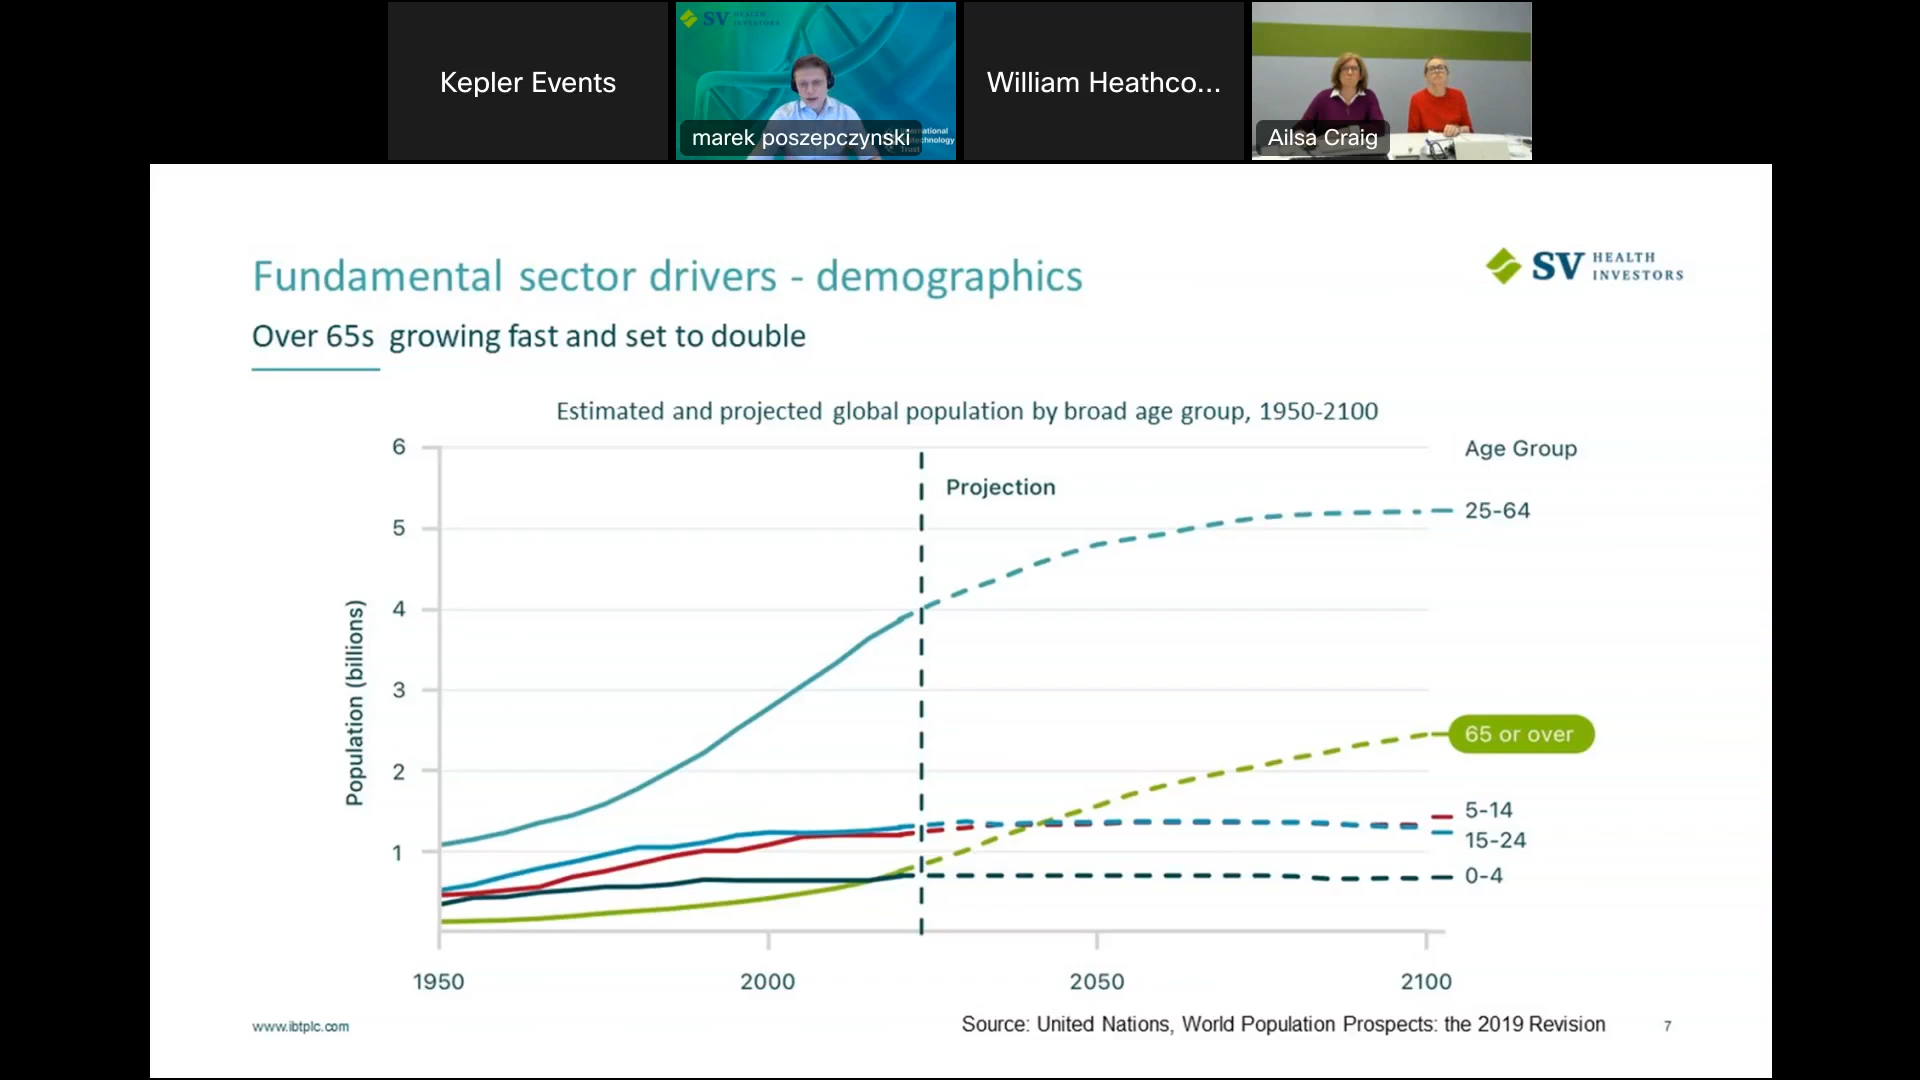 Kepler Events
SV HEALTH
INVESTORS
marek poszepczynski
William Heathco...
Ailsa Craig
Fundamental sector drivers - demographics
SV HEALTH
INVESTORS
Over 65s growing fast and set to double
Estimated and projected global population by broad age group, 1950-2100
Population (billions)
6
5
4
3
2
1
Projection
Age Group
25-64
65 or over
5-14
15-24
0-4
1950
2000
2050
2100
www.ibtplc.com
Source: United Nations, World Population Prospects: the 2019 Revision
7